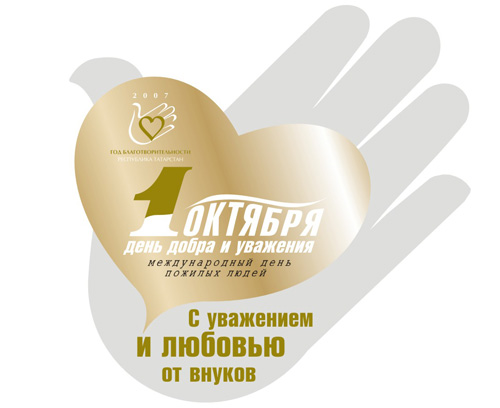 2007
ГОД БЛАГОТВОРИТЕЛЬНОСТИ
РЕСПУБЛИКА ТАТАРСТАН
1 ОКТЯБРЯ
день добра и уважения
международный день
пожилых людей
С уважением
и любовью
от внуков